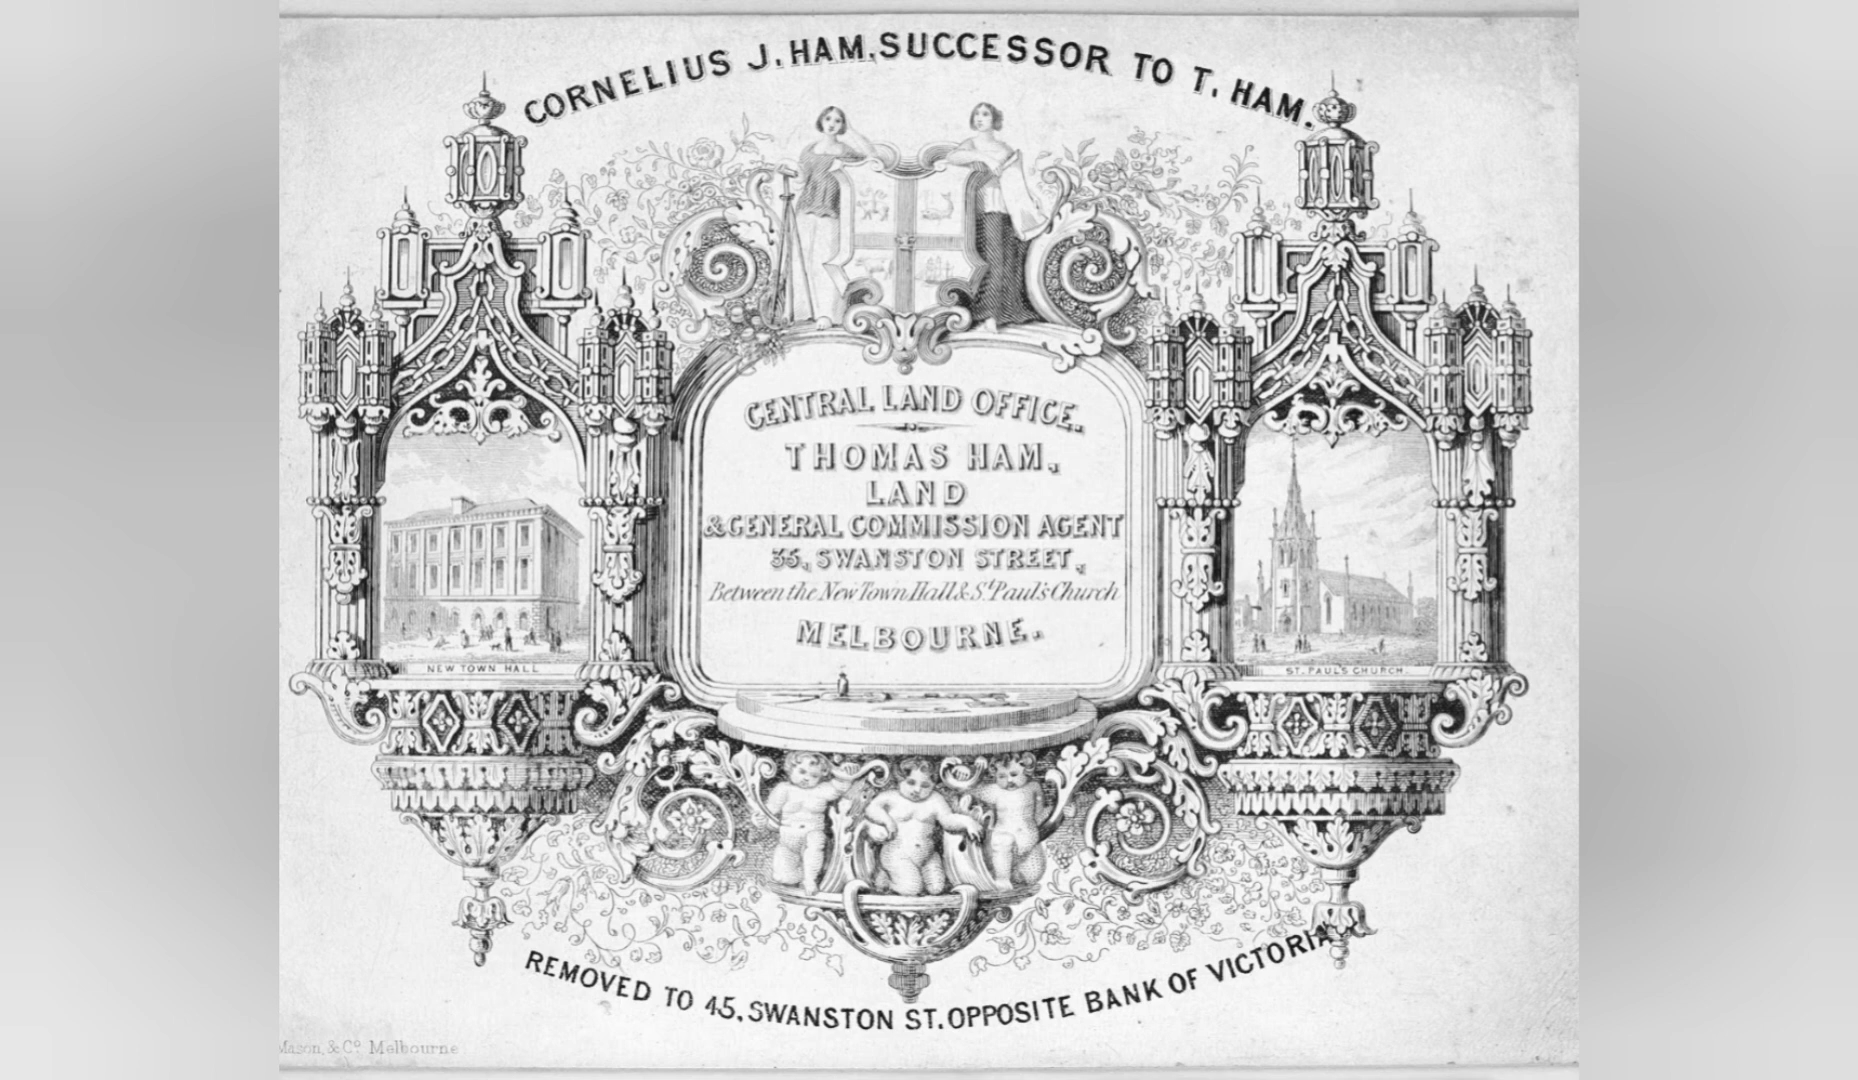 CORNELIUS J. HAM. SUCCESSOR TO T. HAM.
CENTRAL LAND OFFICE.
THOMAS HAM,
LAND
& GENERAL COMMISSION AGENT
35, SWANSTON STREET,
Between the New Town Hall & St. Paul's Church
MELBOURNE.
NEW TOWN HALL
ST. PAUL'S CHURCH.
REMOVED TO 45, SWANSTON ST. OPPOSITE BANK OF VICTORIA.
Mason, & Co. Melbourne